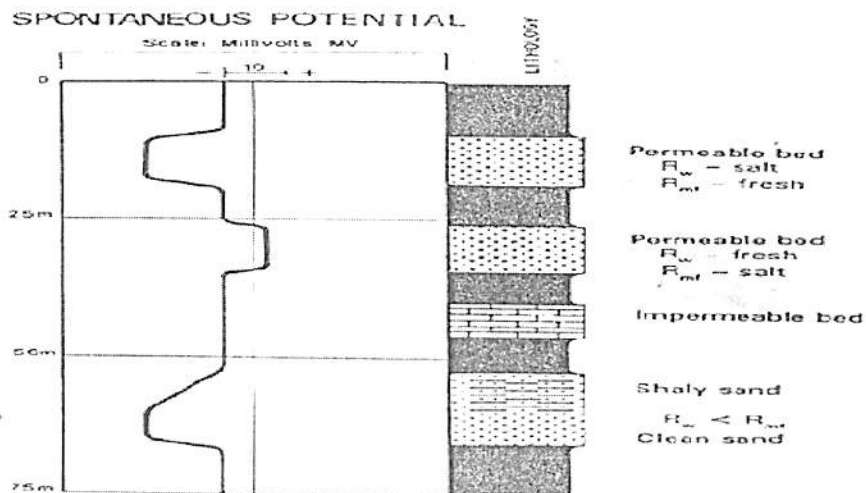 SPONTANEOUS POTENTIAL
Scale: Millivolts MV
LITHOLOGY
10
0
Permeable bed
Rw – salt
Rmf – fresh
25m
Permeable bed
Rw – fresh
Rmf – salt
Impermeable bed
50m
Shaly sand
Rw < Rmf
Clean sand
75m